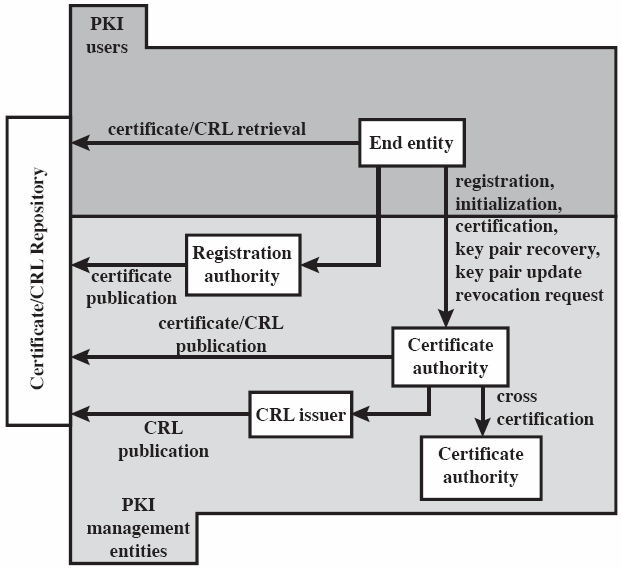 PKI
users
certificate/CRL retrieval
End entity
Certificate/CRL Repository
registration,
initialization,
certification,
key pair recovery,
key pair update
revocation request
Registration
authority
certificate
publication
certificate/CRL
publication
Certificate
authority
CRL issuer
CRL
publication
cross
certification
Certificate
authority
PKI
management
entities